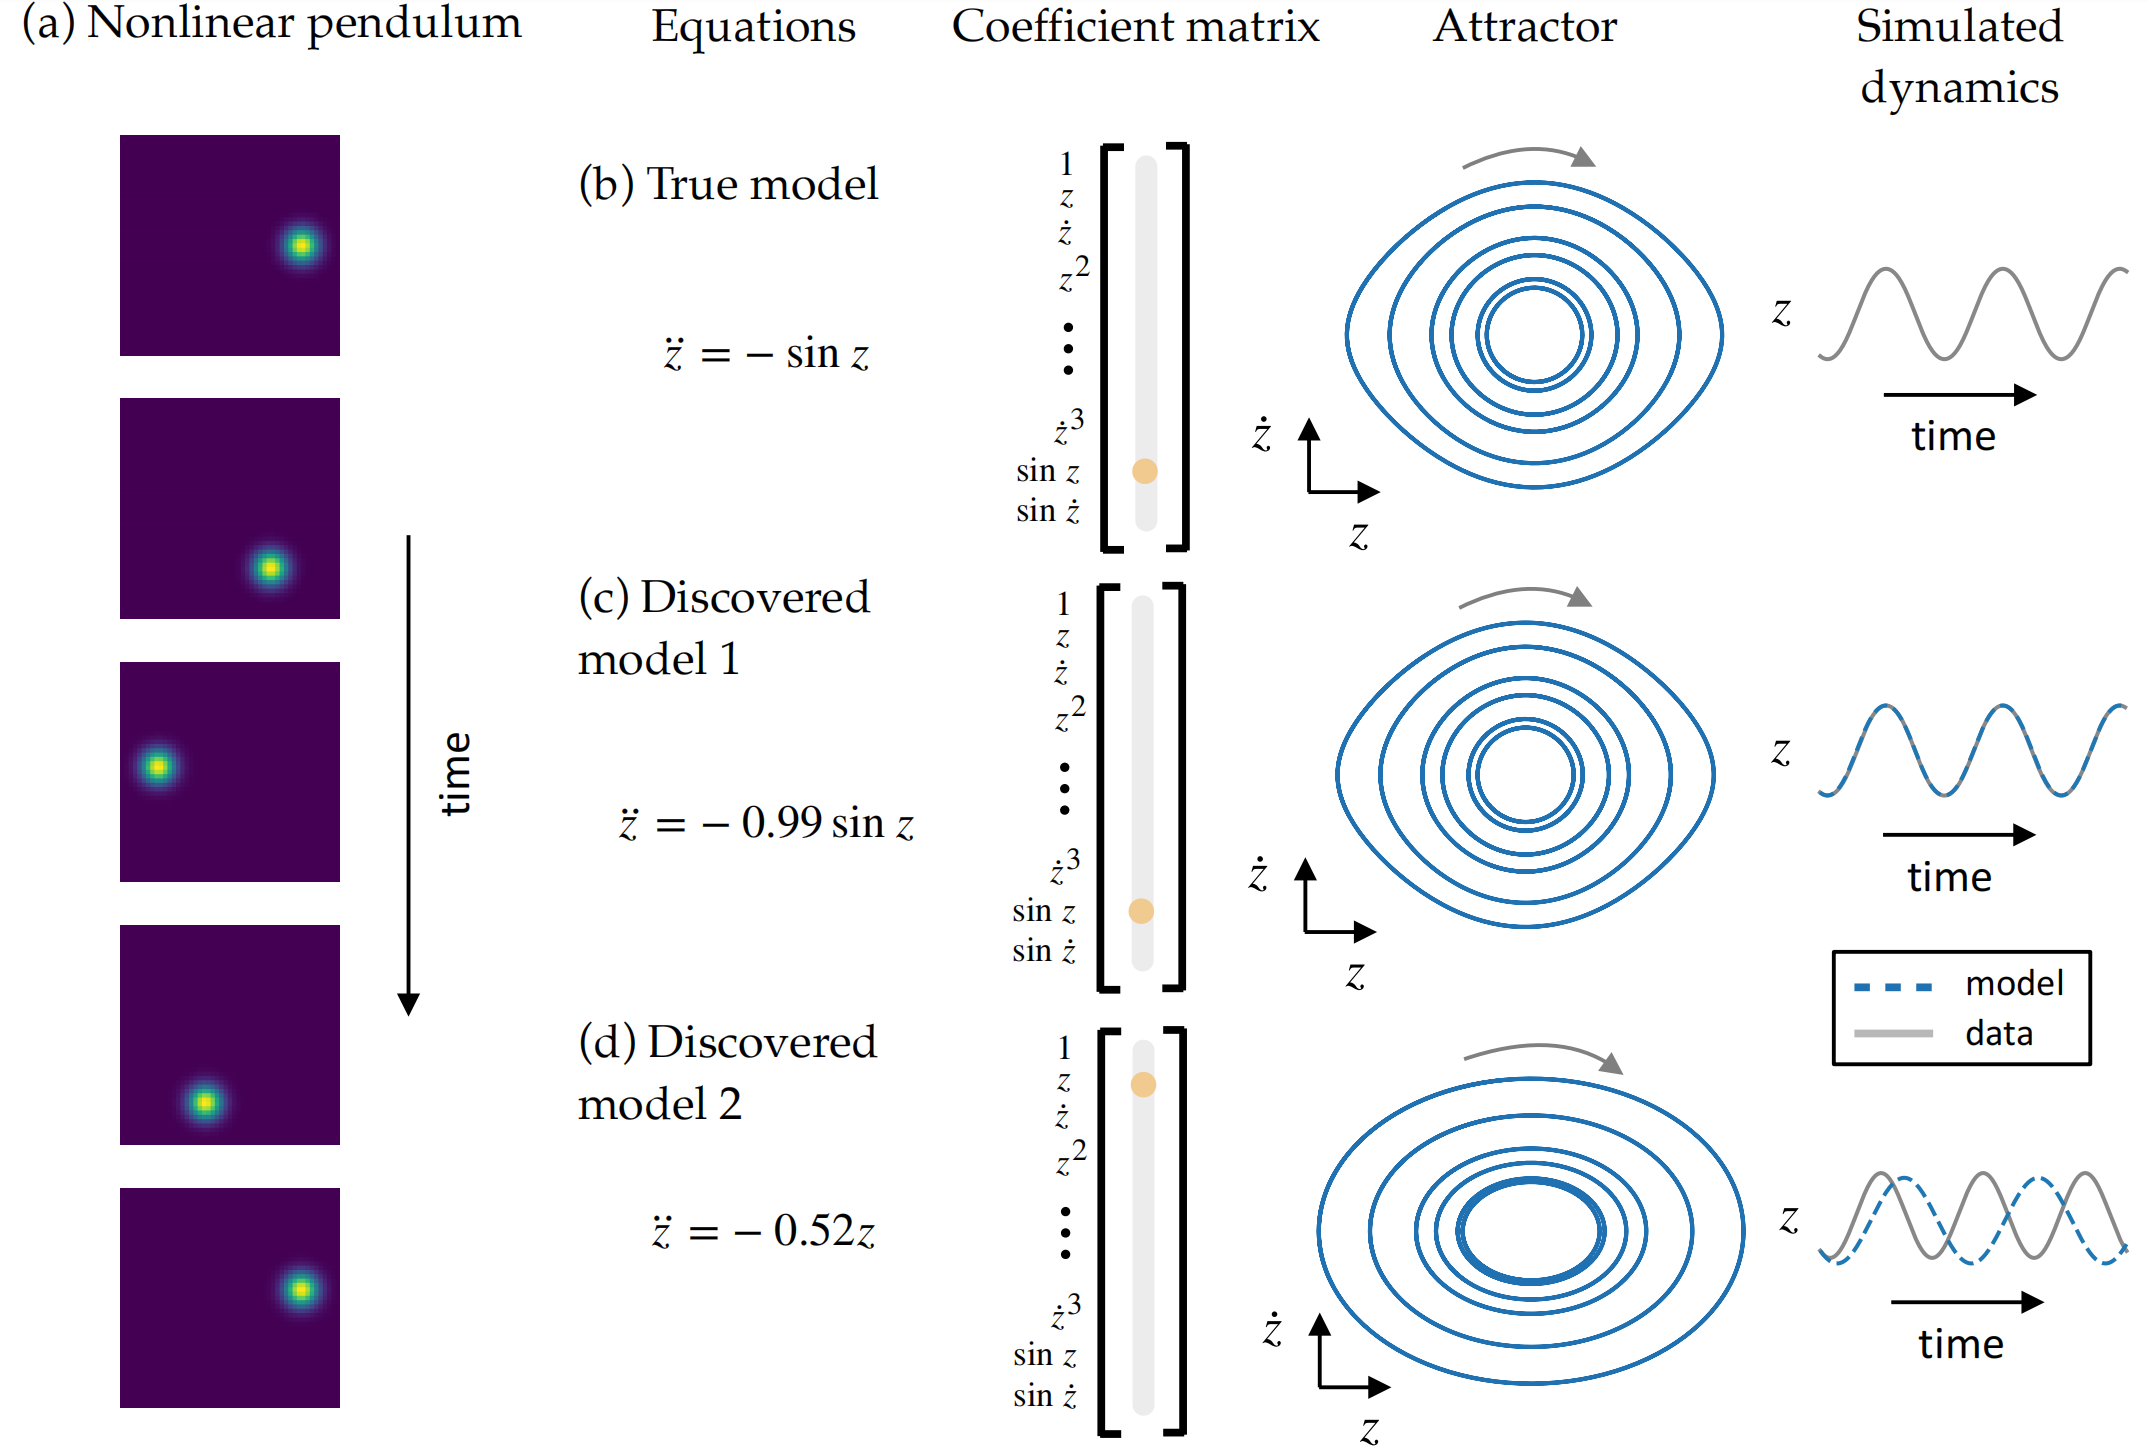 (a) Nonlinear pendulum
Equations
Coefficient matrix
Attractor
Simulated
dynamics
time
(b) True model
z̈ = − sin z
1
z
ż
z²
⋮
ż³
sin z
sin ż
ż
z
z
time
(c) Discovered
model 1
z̈ = − 0.99 sin z
1
z
ż
z²
⋮
ż³
sin z
sin ż
ż
z
z
time
model
data
(d) Discovered
model 2
z̈ = − 0.52z
1
z
ż
z²
⋮
ż³
sin z
sin ż
ż
z
z
time